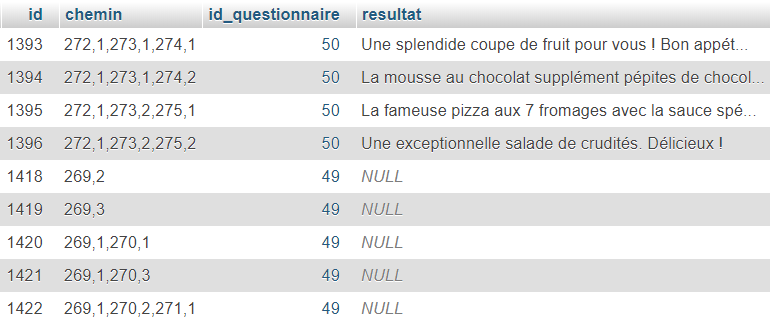 id chemin id_questionnaire resultat
1393 272,1,273,1,274,1 50 Une splendide coupe de fruit pour vous ! Bon appét...
1394 272,1,273,1,274,2 50 La mousse au chocolat supplément pépites de chocol...
1395 272,1,273,2,275,1 50 La fameuse pizza aux 7 fromages avec la sauce spé...
1396 272,1,273,2,275,2 50 Une exceptionnelle salade de crudités. Délicieux !
1418 269,2 49 NULL
1419 269,3 49 NULL
1420 269,1,270,1 49 NULL
1421 269,1,270,3 49 NULL
1422 269,1,270,2,271,1 49 NULL